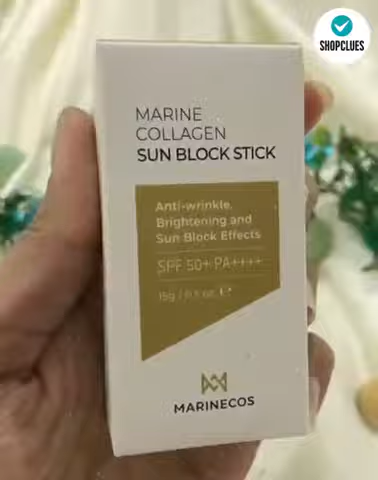 SHOPCLUES
MARINE
COLLAGEN
SUN BLOCK STICK
Anti-wrinkle,
Brightening and
Sun Block Effects
SPF 50+ PA++++
15g / 0.5 oz. ℮
MARINECOS